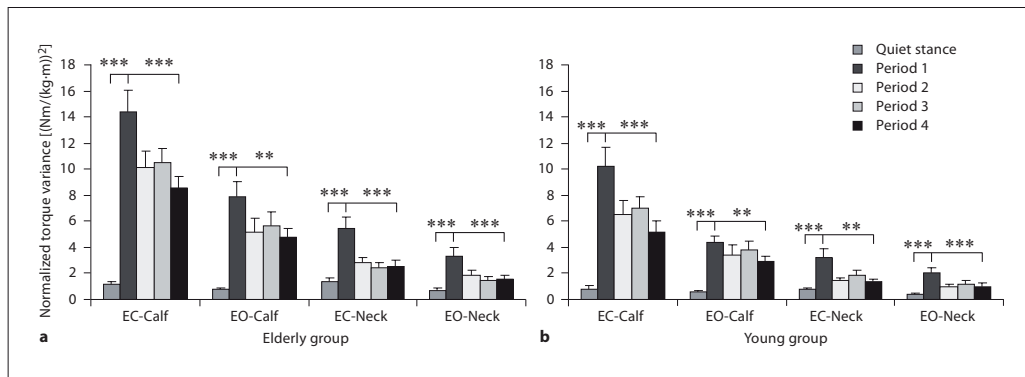 Normalized torque variance [(Nm/(kg·m))²]
18
16
14
12
10
8
6
4
2
0
*** ***
*** **
*** ***
*** ***
EC-Calf EO-Calf EC-Neck EO-Neck
a Elderly group
18
16
14
12
10
8
6
4
2
0
*** ***
*** **
*** **
*** ***
EC-Calf EO-Calf EC-Neck EO-Neck
b Young group
Quiet stance
Period 1
Period 2
Period 3
Period 4